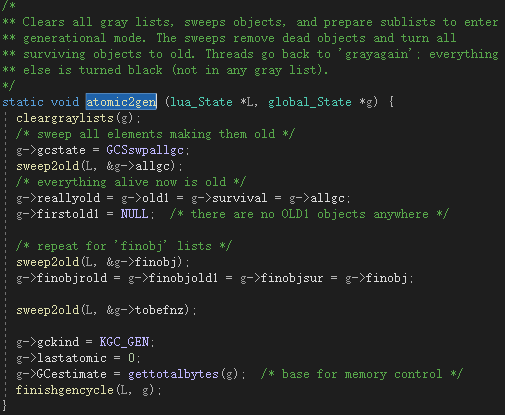 /*
** Clears all gray lists, sweeps objects, and prepare sublists to enter
** generational mode. The sweeps remove dead objects and turn all
** surviving objects to old. Threads go back to 'grayagain'; everything
** else is turned black (not in any gray list).
*/
static void atomic2gen (lua_State *L, global_State *g) {
  cleargraylists(g);
  /* sweep all elements making them old */
  g->gcstate = GCSswpallgc;
  sweep2old(L, &g->allgc);
  /* everything alive now is old */
  g->reallyold = g->old1 = g->survival = g->allgc;
  g->firstold1 = NULL;  /* there are no OLD1 objects anywhere */

  /* repeat for 'finobj' lists */
  sweep2old(L, &g->finobj);
  g->finobjrold = g->finobjold1 = g->finobjsur = g->finobj;

  sweep2old(L, &g->tobefnz);

  g->gckind = KGC_GEN;
  g->lastatomic = 0;
  g->GCestimate = gettotalbytes(g);  /* base for memory control */
  finishgencycle(L, g);
}